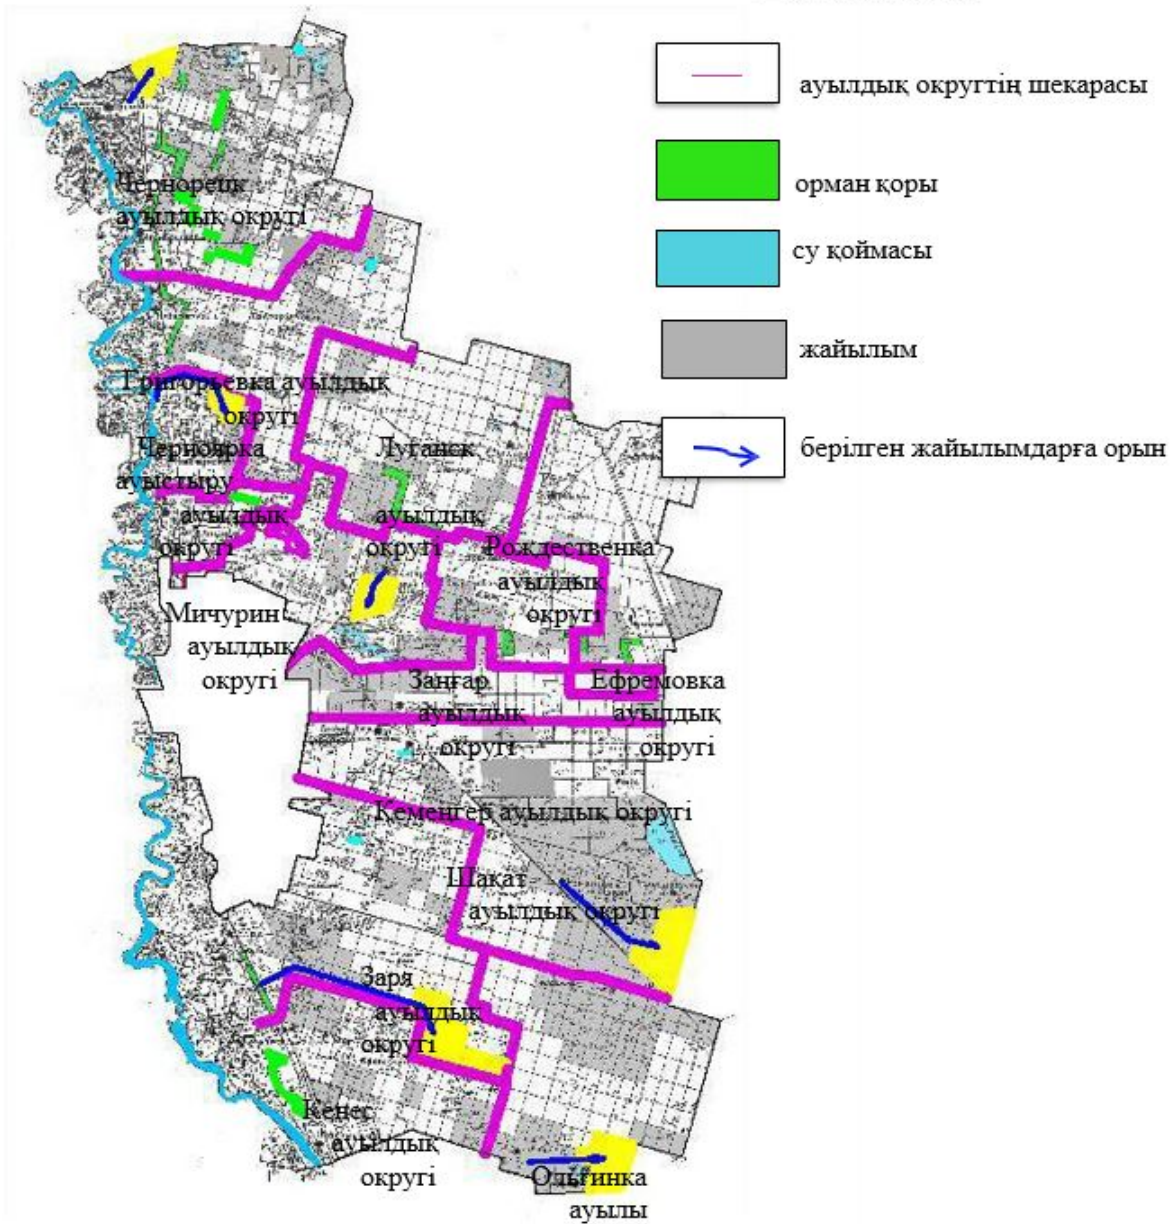 ауылдық округтің шекарасы
орман қоры
су қоймасы
жайылым
берілген жайылымдарға орын
Чернорецк
ауылдық округі
Григорьевка ауылдық
округі
Черноярка
ауыстыру
ауылдық
округі
Луганск
ауылдық
округі
Рождественка
ауылдық
округі
Мичурин
ауылдық
округі
Заңғар
ауылдық
округі
Ефремовка
ауылдық
округі
Кеменгер ауылдық округі
Шақат
ауылдық округі
Заря
ауылдық
округі
Кенес
ауылдық
округі
Ольгинка
ауылы